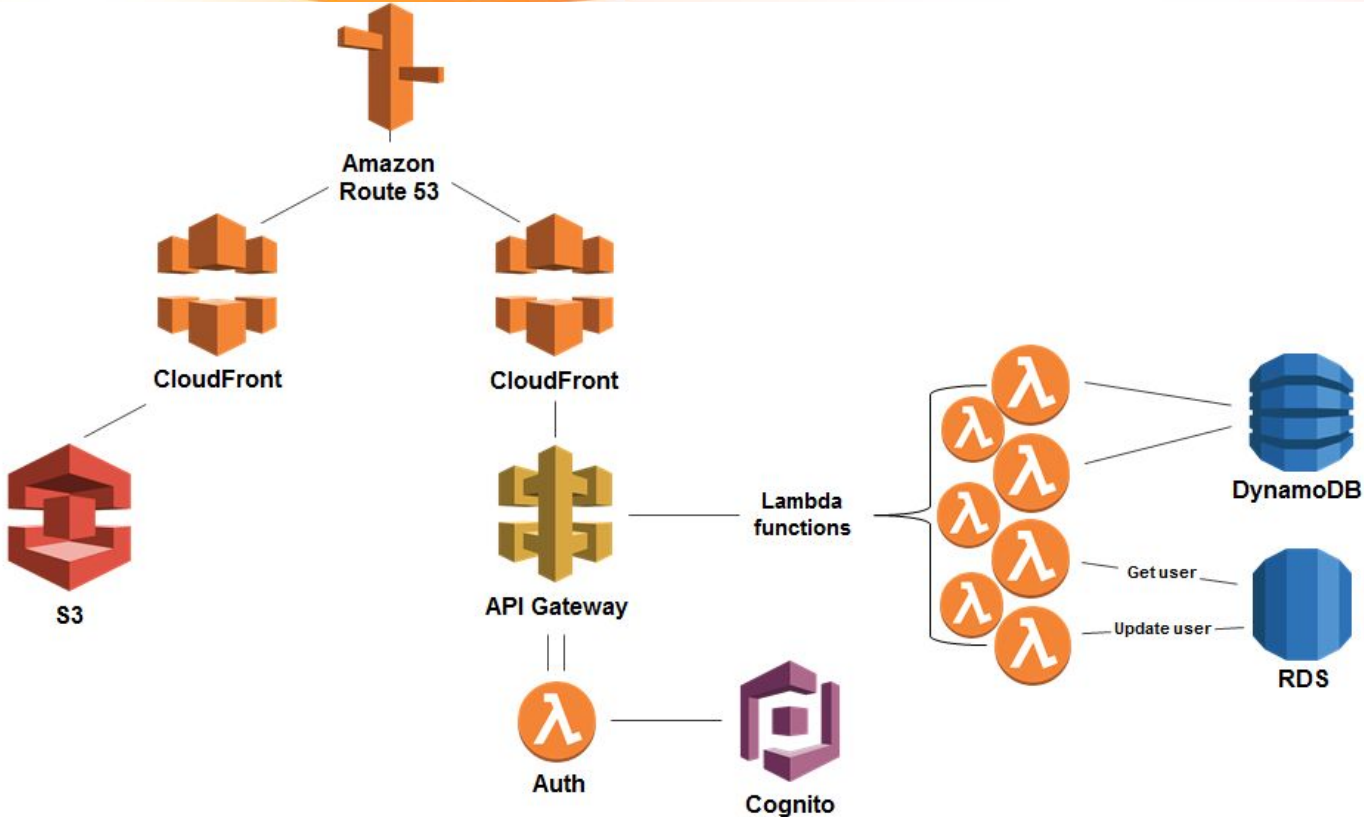 Amazon
Route 53
CloudFront
CloudFront
S3
API Gateway
Lambda
functions
DynamoDB
Get user
Update user
RDS
Auth
Cognito